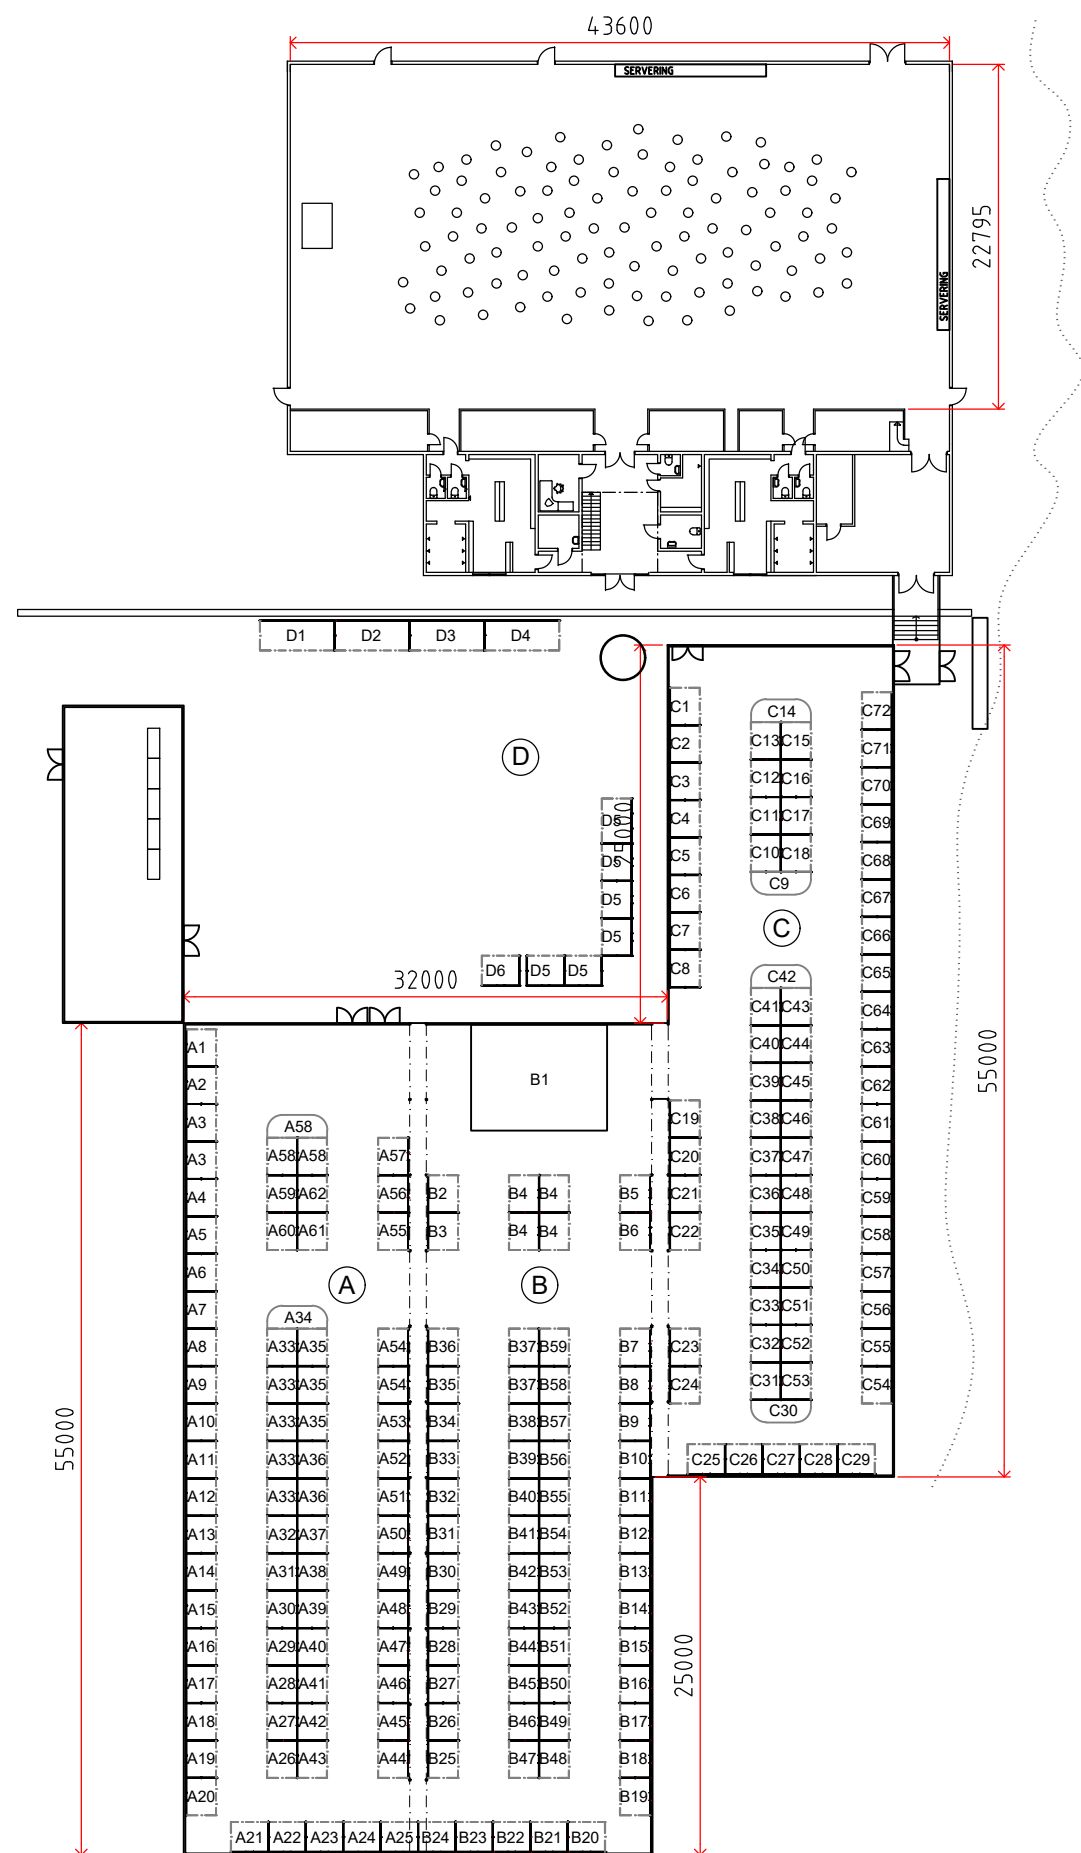 43600
SERVERING
22795
SERVERING
D1 D2 D3 D4
C1 C14 C72
C2 C13 C15 C71
D
C3 C12 C16 C70
D5 25000 C4 C11 C17 C69
D5 C5 C10 C18 C68
D5 C6 C9 C67
D5 C7 C C66
D6 D5 D5 C8 C42 C65
32000
C41 C43 C64
A1 C40 C44 C63
A2 B1 C39 C45 C62
55000
A3 A58 C19 C38 C46 C61
A3 A58 A58 A57 C20 C37 C47 C60
A4 A59 A62 A56 B2 B4 B4 B5 C21 C36 C48 C59
A5 A60 A61 A55 B3 B4 B4 B6 C22 C35 C49 C58
A6 A B C34 C50 C57
A7 A34 C33 C51 C56
A8 A33 A35 A54 B36 B37 B59 B7 C23 C32 C52 C55
A9 A33 A35 A54 B35 B37 B58 B8 C24 C31 C53 C54
A10 A33 A35 A53 B34 B38 B57 B9 C30
55000
A11 A33 A36 A52 B33 B39 B56 B10 C25 C26 C27 C28 C29
A12 A33 A36 A51 B32 B40 B55 B11
A13 A32 A37 A50 B31 B41 B54 B12
A14 A31 A38 A49 B30 B42 B53 B13
A15 A30 A39 A48 B29 B43 B52 B14
A16 A29 A40 A47 B28 B44 B51 B15
25000
A17 A28 A41 A46 B27 B45 B50 B16
A18 A27 A42 A45 B26 B46 B49 B17
A19 A26 A43 A44 B25 B47 B48 B18
A20 B19
A21 A22 A23 A24 A25 B24 B23 B22 B21 B20